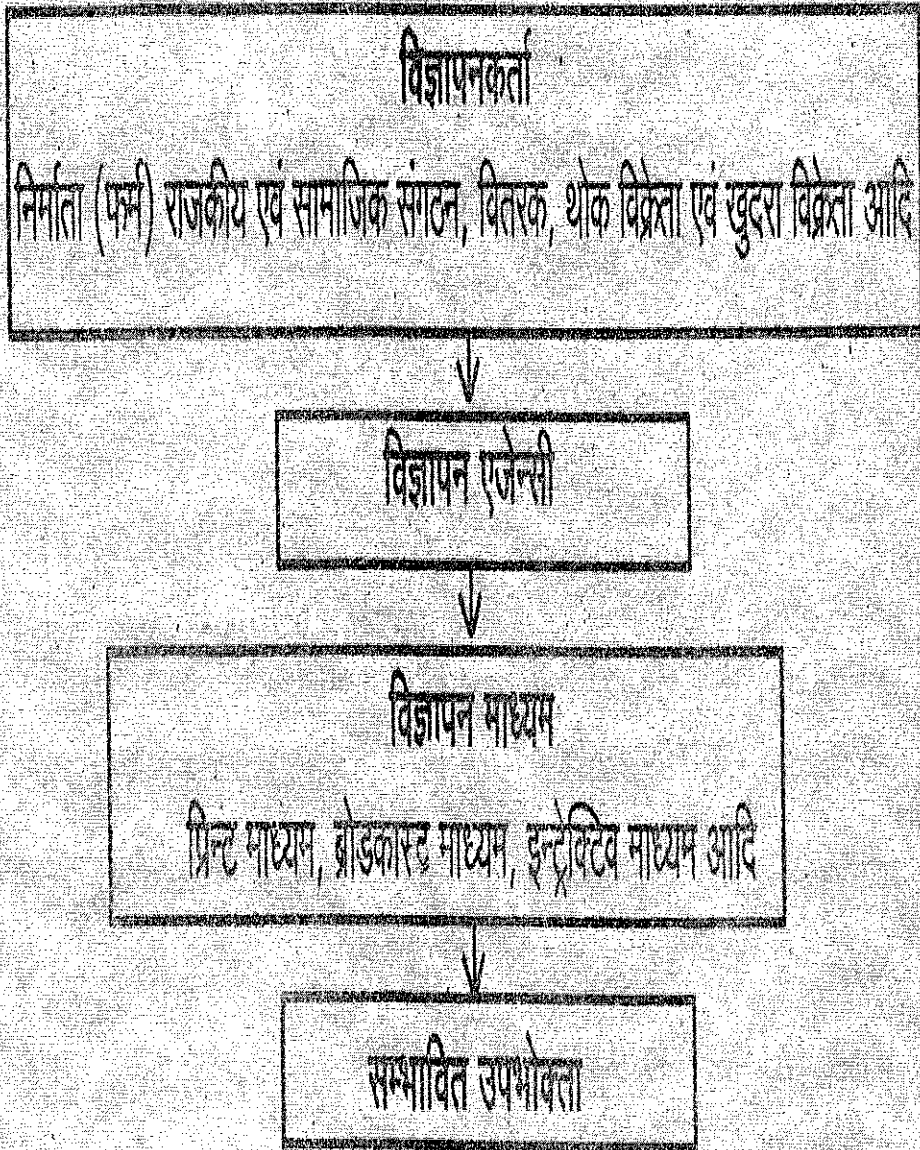 विज्ञापनकर्ता
निर्माता (फर्म) राजकीय एवं सामाजिक संगठन, वितरक, थोक विक्रेता एवं खुदरा विक्रेता आदि
विज्ञापन एजेन्सी
विज्ञापन माध्यम
प्रिन्ट माध्यम, ब्रोडकास्ट माध्यम, इन्ट्रेक्टिव माध्यम आदि
सम्भावित उपभोक्ता